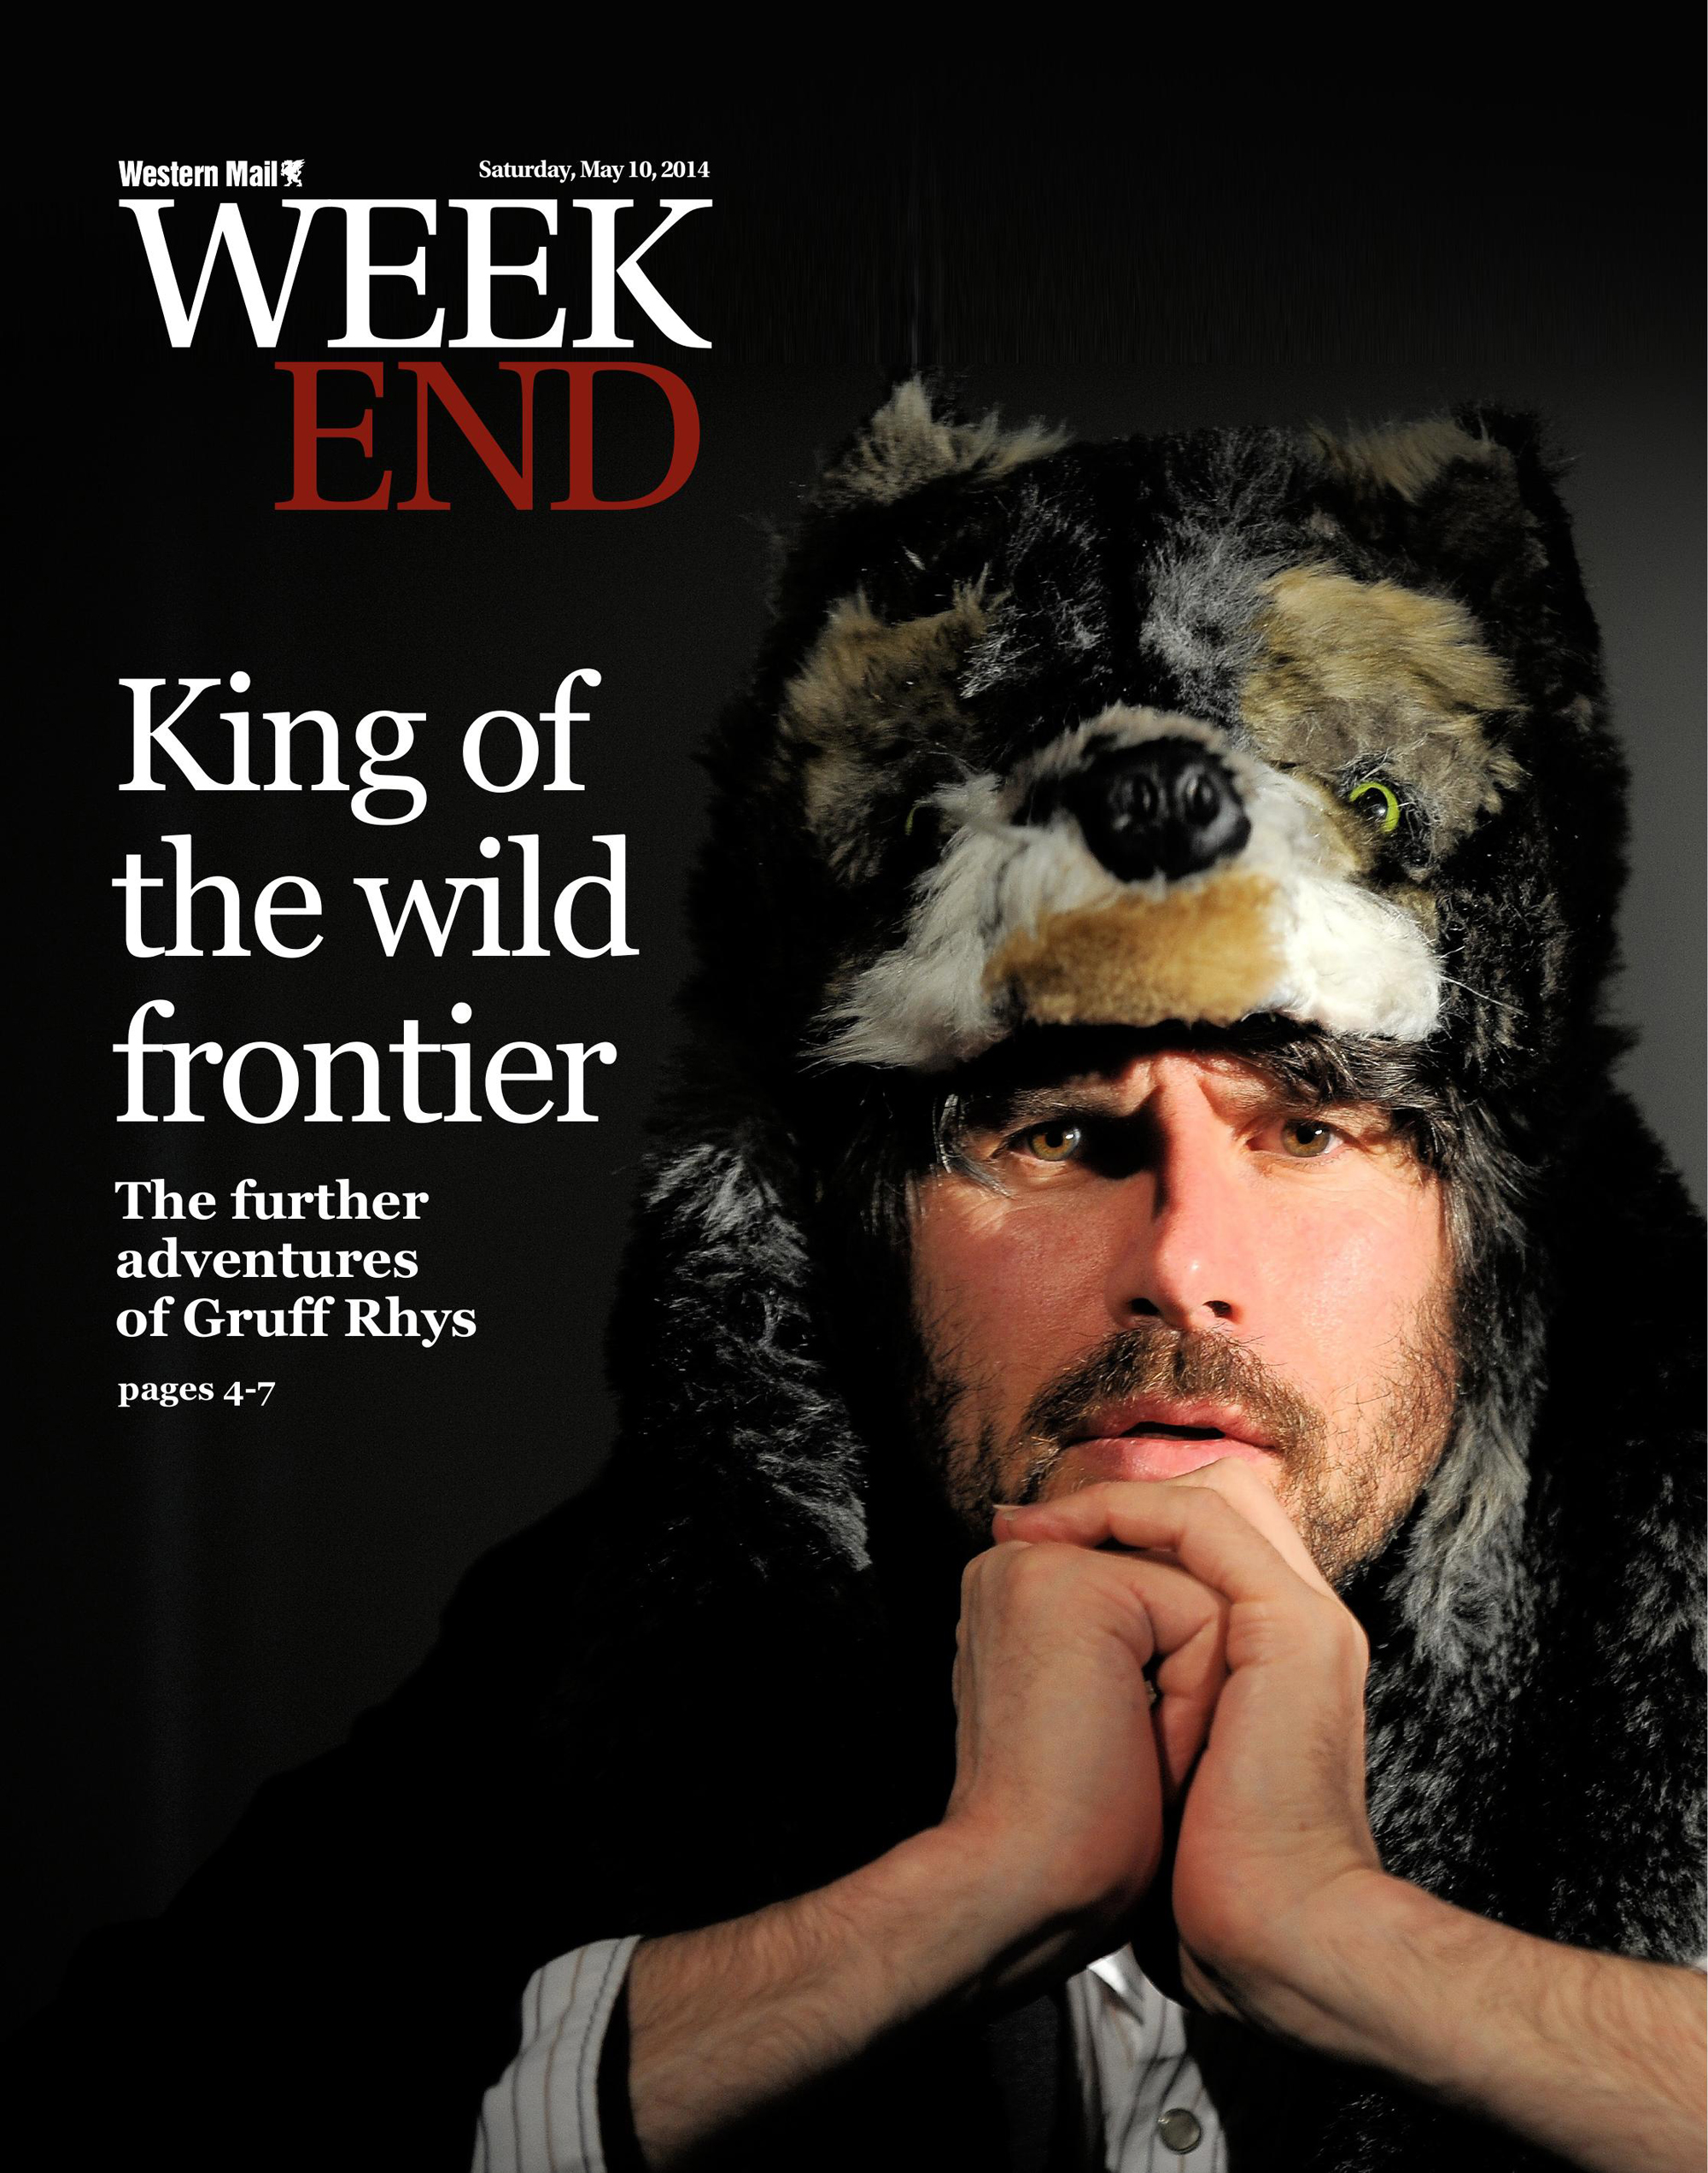 Western Mail
Saturday, May 10, 2014
WEEK
END
King of
the wild
frontier
The further
adventures
of Gruff Rhys
pages 4-7